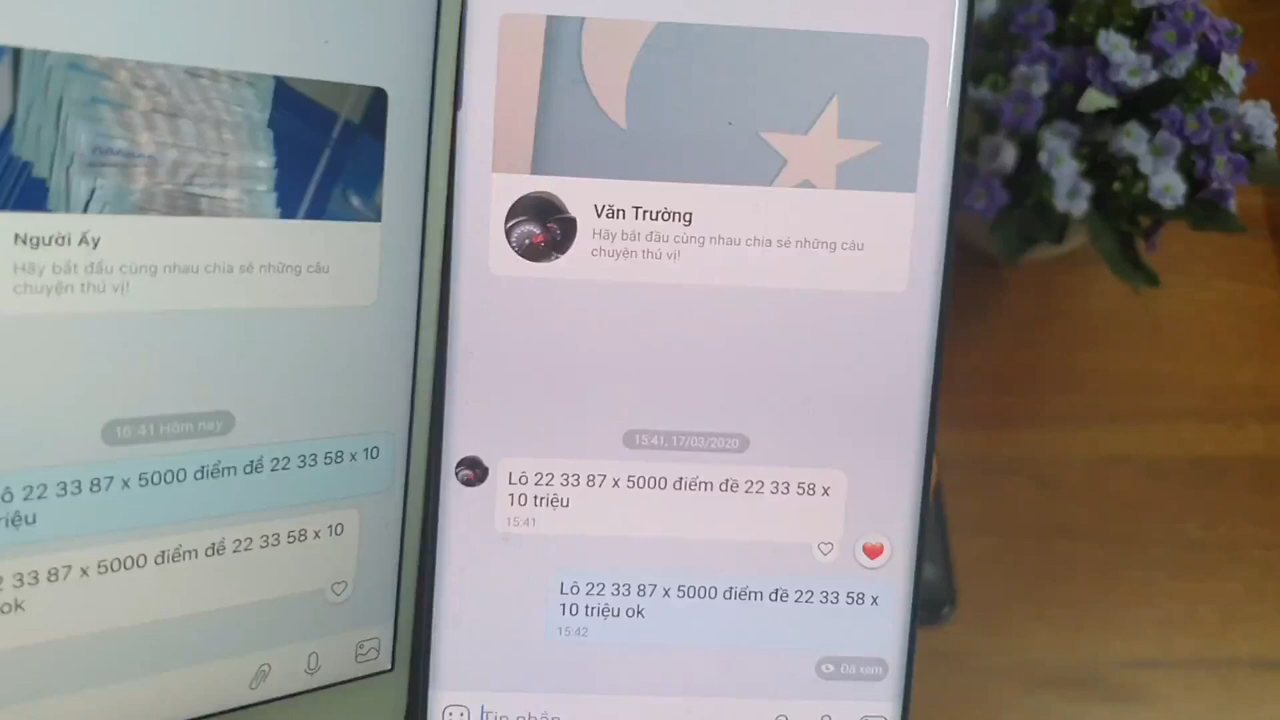 Người Ấy
Hãy bắt đầu cùng nhau chia sẻ những câu
chuyện thú vị!
16:41 Hôm nay
ô 22 33 87 x 5000 điểm đề 22 33 58 x 10
riệu
2 33 87 x 5000 điểm đề 22 33 58 x 10
ok
Văn Trường
Hãy bắt đầu cùng nhau chia sẻ những câu
chuyện thú vị!
15:41, 17/03/2020
Lô 22 33 87 x 5000 điểm đề 22 33 58 x
10 triệu
15:41
Lô 22 33 87 x 5000 điểm đề 22 33 58 x
10 triệu ok
15:42
Đã xem
Tin nhắn